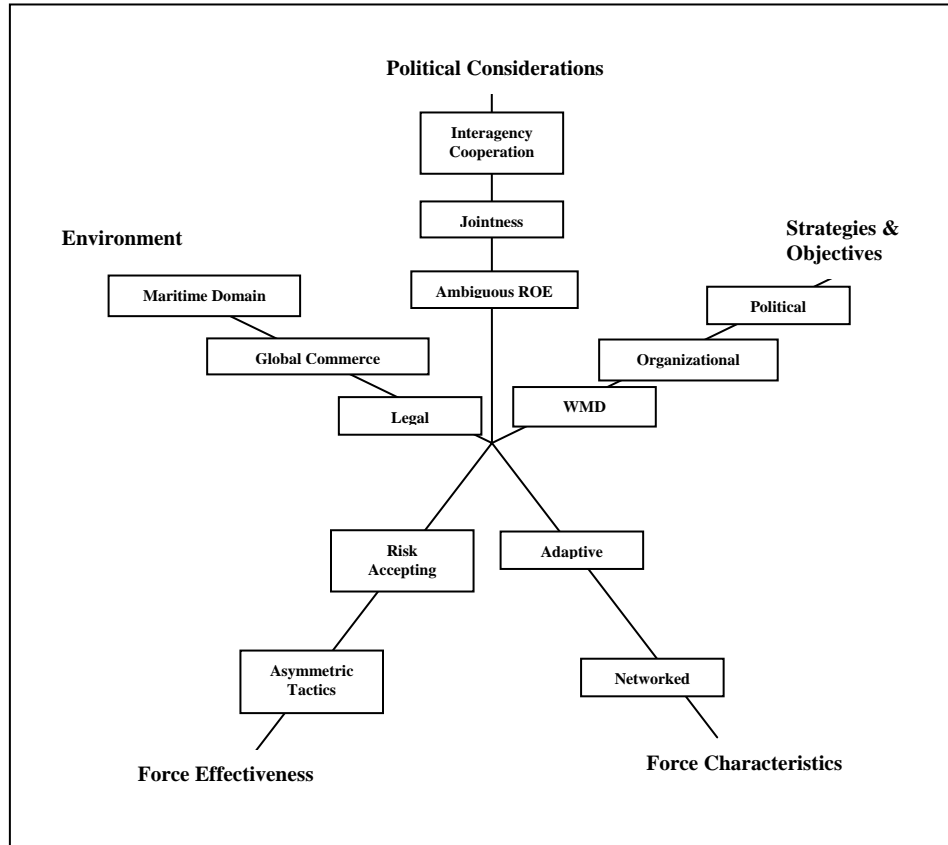 Political Considerations
Interagency
Cooperation
Jointness
Ambiguous ROE
Environment
Maritime Domain
Global Commerce
Legal
Strategies &
Objectives
Political
Organizational
WMD
Risk
Accepting
Asymmetric
Tactics
Force Effectiveness
Adaptive
Networked
Force Characteristics